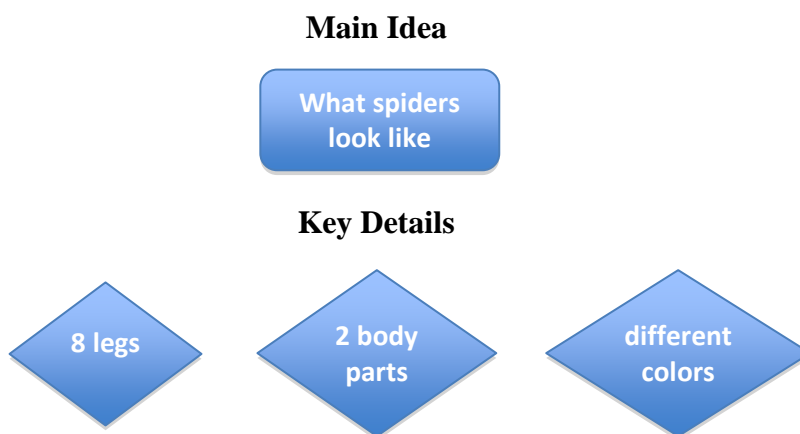 Main Idea
What spiders
look like
Key Details
8 legs
2 body
parts
different
colors